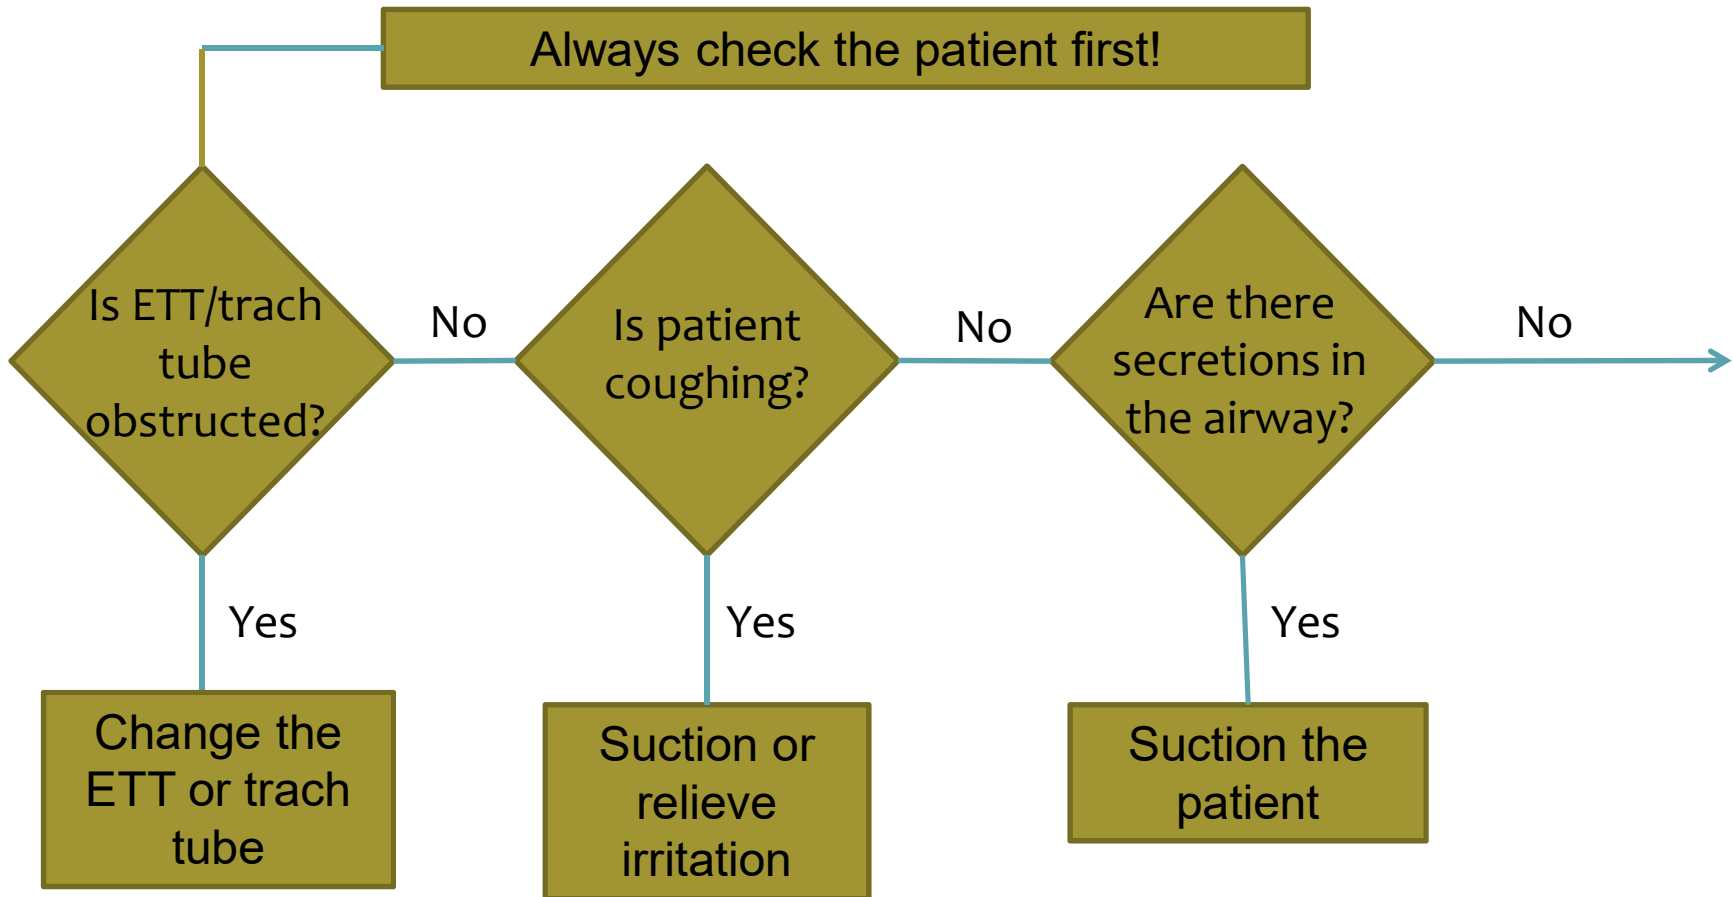 Always check the patient first!
Is ETT/trach
tube
obstructed?
No
Is patient
coughing?
No
Are there
secretions in
the airway?
No
Yes
Yes
Yes
Change the
ETT or trach
tube
Suction or
relieve
irritation
Suction the
patient